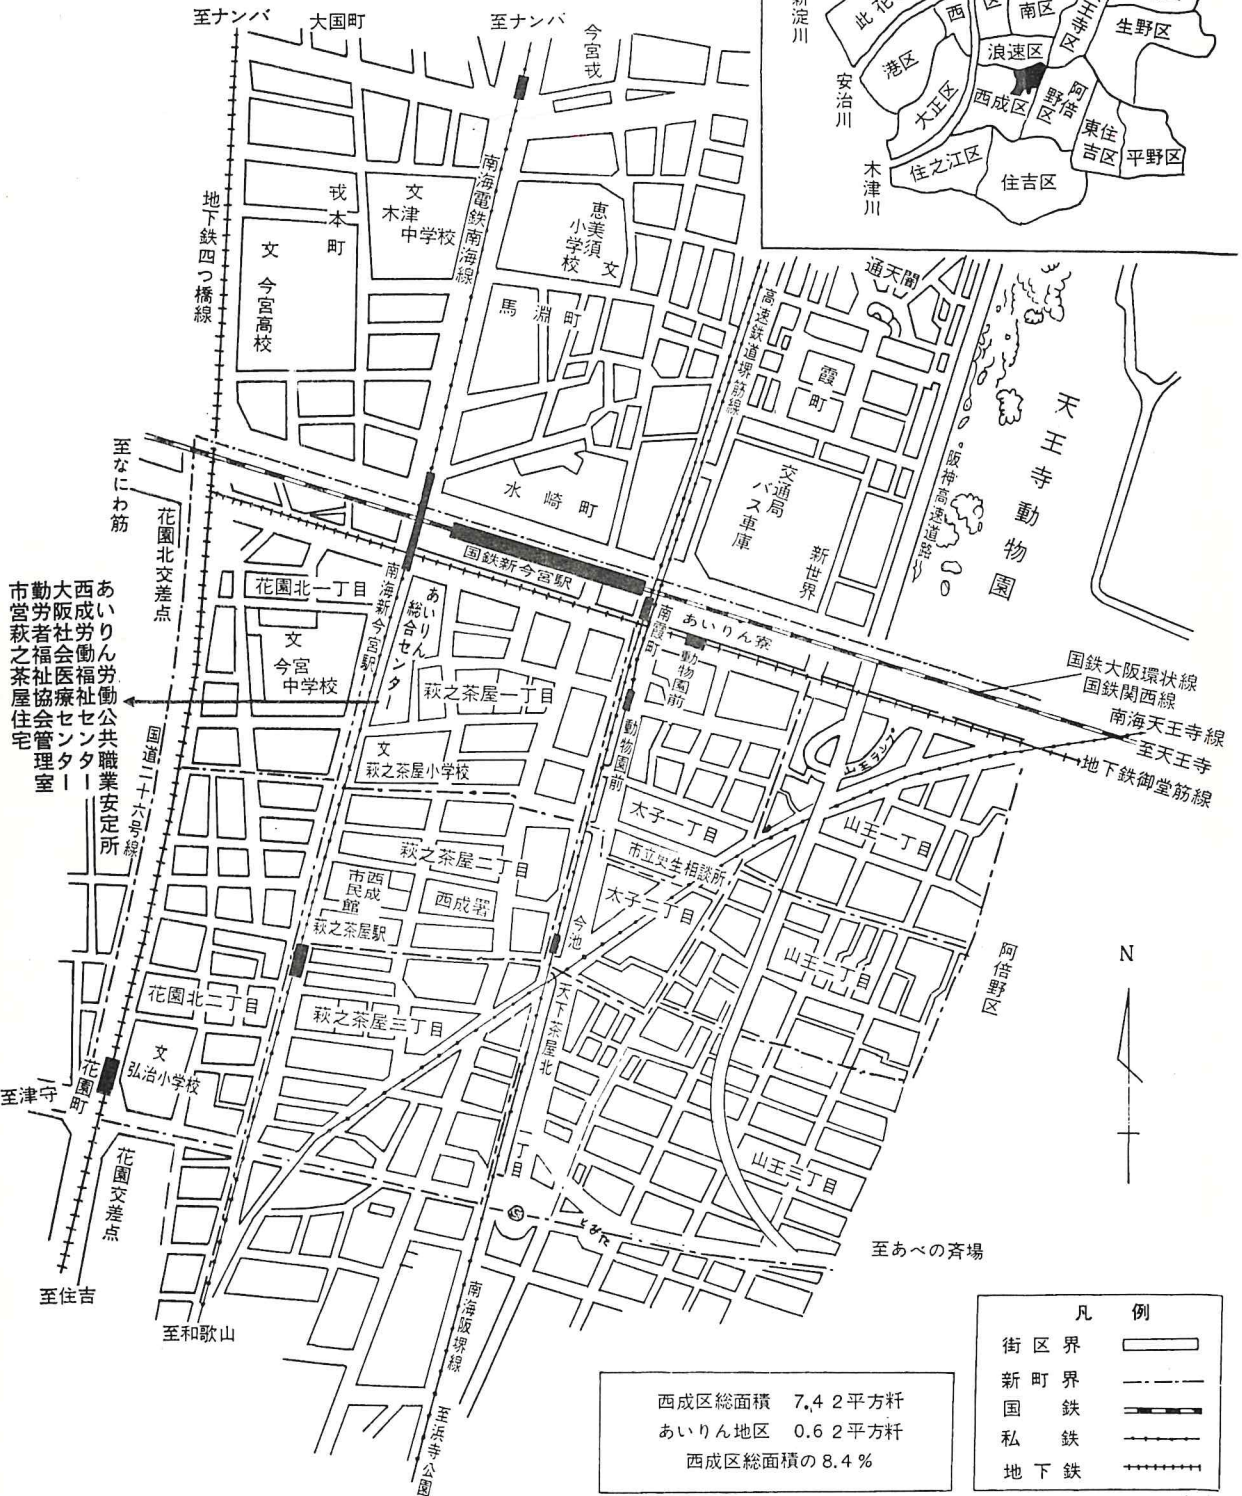 至ナンバ
大国町
至ナンバ
今宮戎
新淀川
此花
西
区
南区
天王寺区
生野区
港区
浪速区
安治川
大正区
西成区
阿倍野区
東住吉区
平野区
木津川
住之江区
住吉区
地下鉄四つ橋線
戎本町
文
木津中学校
南海電鉄南海線
恵美須小学校
文
文
今宮高校
馬淵町
高速鉄道堺筋線
通天閣
霞町
天王寺動物園
阪神高速道路
至なにわ筋
花園北交差点
水崎町
交通局バス車庫
新世界
国鉄新今宮駅
花園北一丁目
南海新今宮駅
あいりん総合センター
文
今宮中学校
萩之茶屋一丁目
南霞町
あいりん寮
動物園前
国鉄大阪環状線
国鉄関西線
南海天王寺線
至天王寺
地下鉄御堂筋線
あいりん労働公共職業安定所
西成労働福祉センター
大阪社会医療センター
勤労者福祉協会管理室
市営萩之茶屋住宅
国道二十六号線
文
萩之茶屋小学校
動物園前
山王ランプ
太子一丁目
山王一丁目
萩之茶屋二丁目
市立更生相談所
西成市民館
西成署
太子二丁目
萩之茶屋駅
今池
山王二丁目
阿倍野区
花園北二丁目
萩之茶屋三丁目
天下茶屋北
一丁目
N
文
弘治小学校
至津守
花園町
花園交差点
山王三丁目
とびた
至あべの斉場
至住吉
至和歌山
南海阪堺線
至浜寺公園
西成区総面積 7.42平方粁
あいりん地区 0.62平方粁
西成区総面積の8.4%
凡例
街区界
新町界
国鉄
私鉄
地下鉄